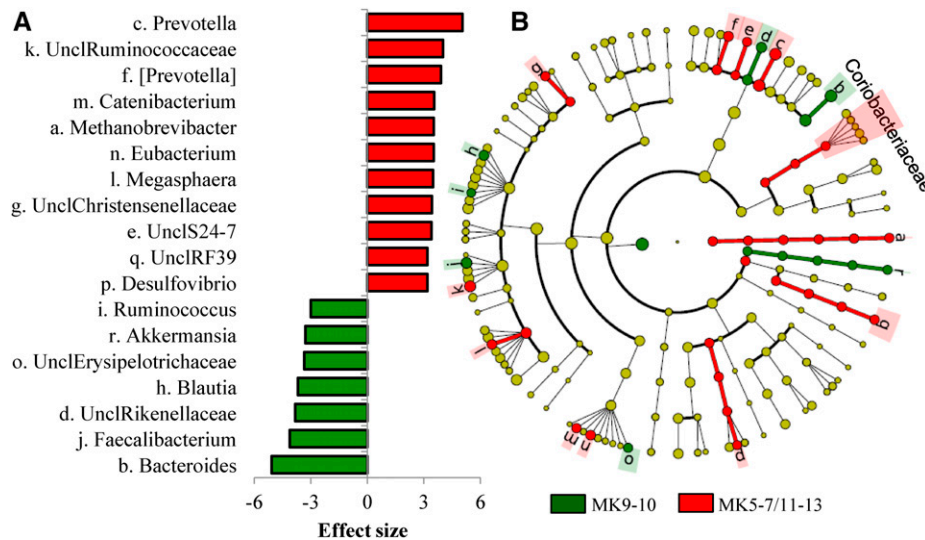 A
c. Prevotella
k. UnclRuminococcaceae
f. [Prevotella]
m. Catenibacterium
a. Methanobrevibacter
n. Eubacterium
l. Megasphaera
g. UnclChristensenellaceae
e. UnclS24-7
q. UnclRF39
p. Desulfovibrio
i. Ruminococcus
r. Akkermansia
o. UnclErysipelotrichaceae
h. Blautia
d. UnclRikenellaceae
j. Faecalibacterium
b. Bacteroides
-6 -3 0 3 6
Effect size
B
f e d c
b
Coriobacteriaceae
a
r
q
p
o
n
m
l
k
j
i
h
g
MK9-10 MK5-7/11-13